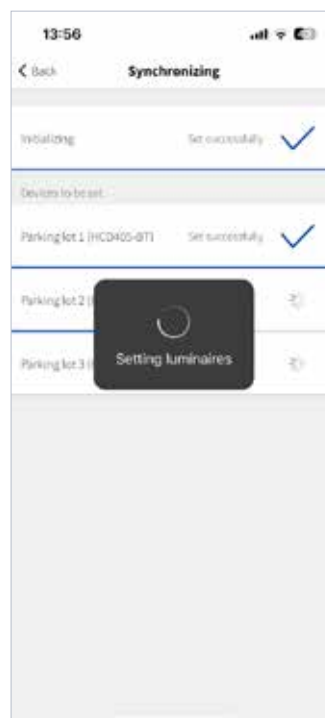 13:56
Back
Synchronizing
Initializing Set successfully
Devices to be set
Parking lot 1 (HCD405-BT) Set successfully
Parking lot 2 (
Parking lot 3 (
Setting luminaires